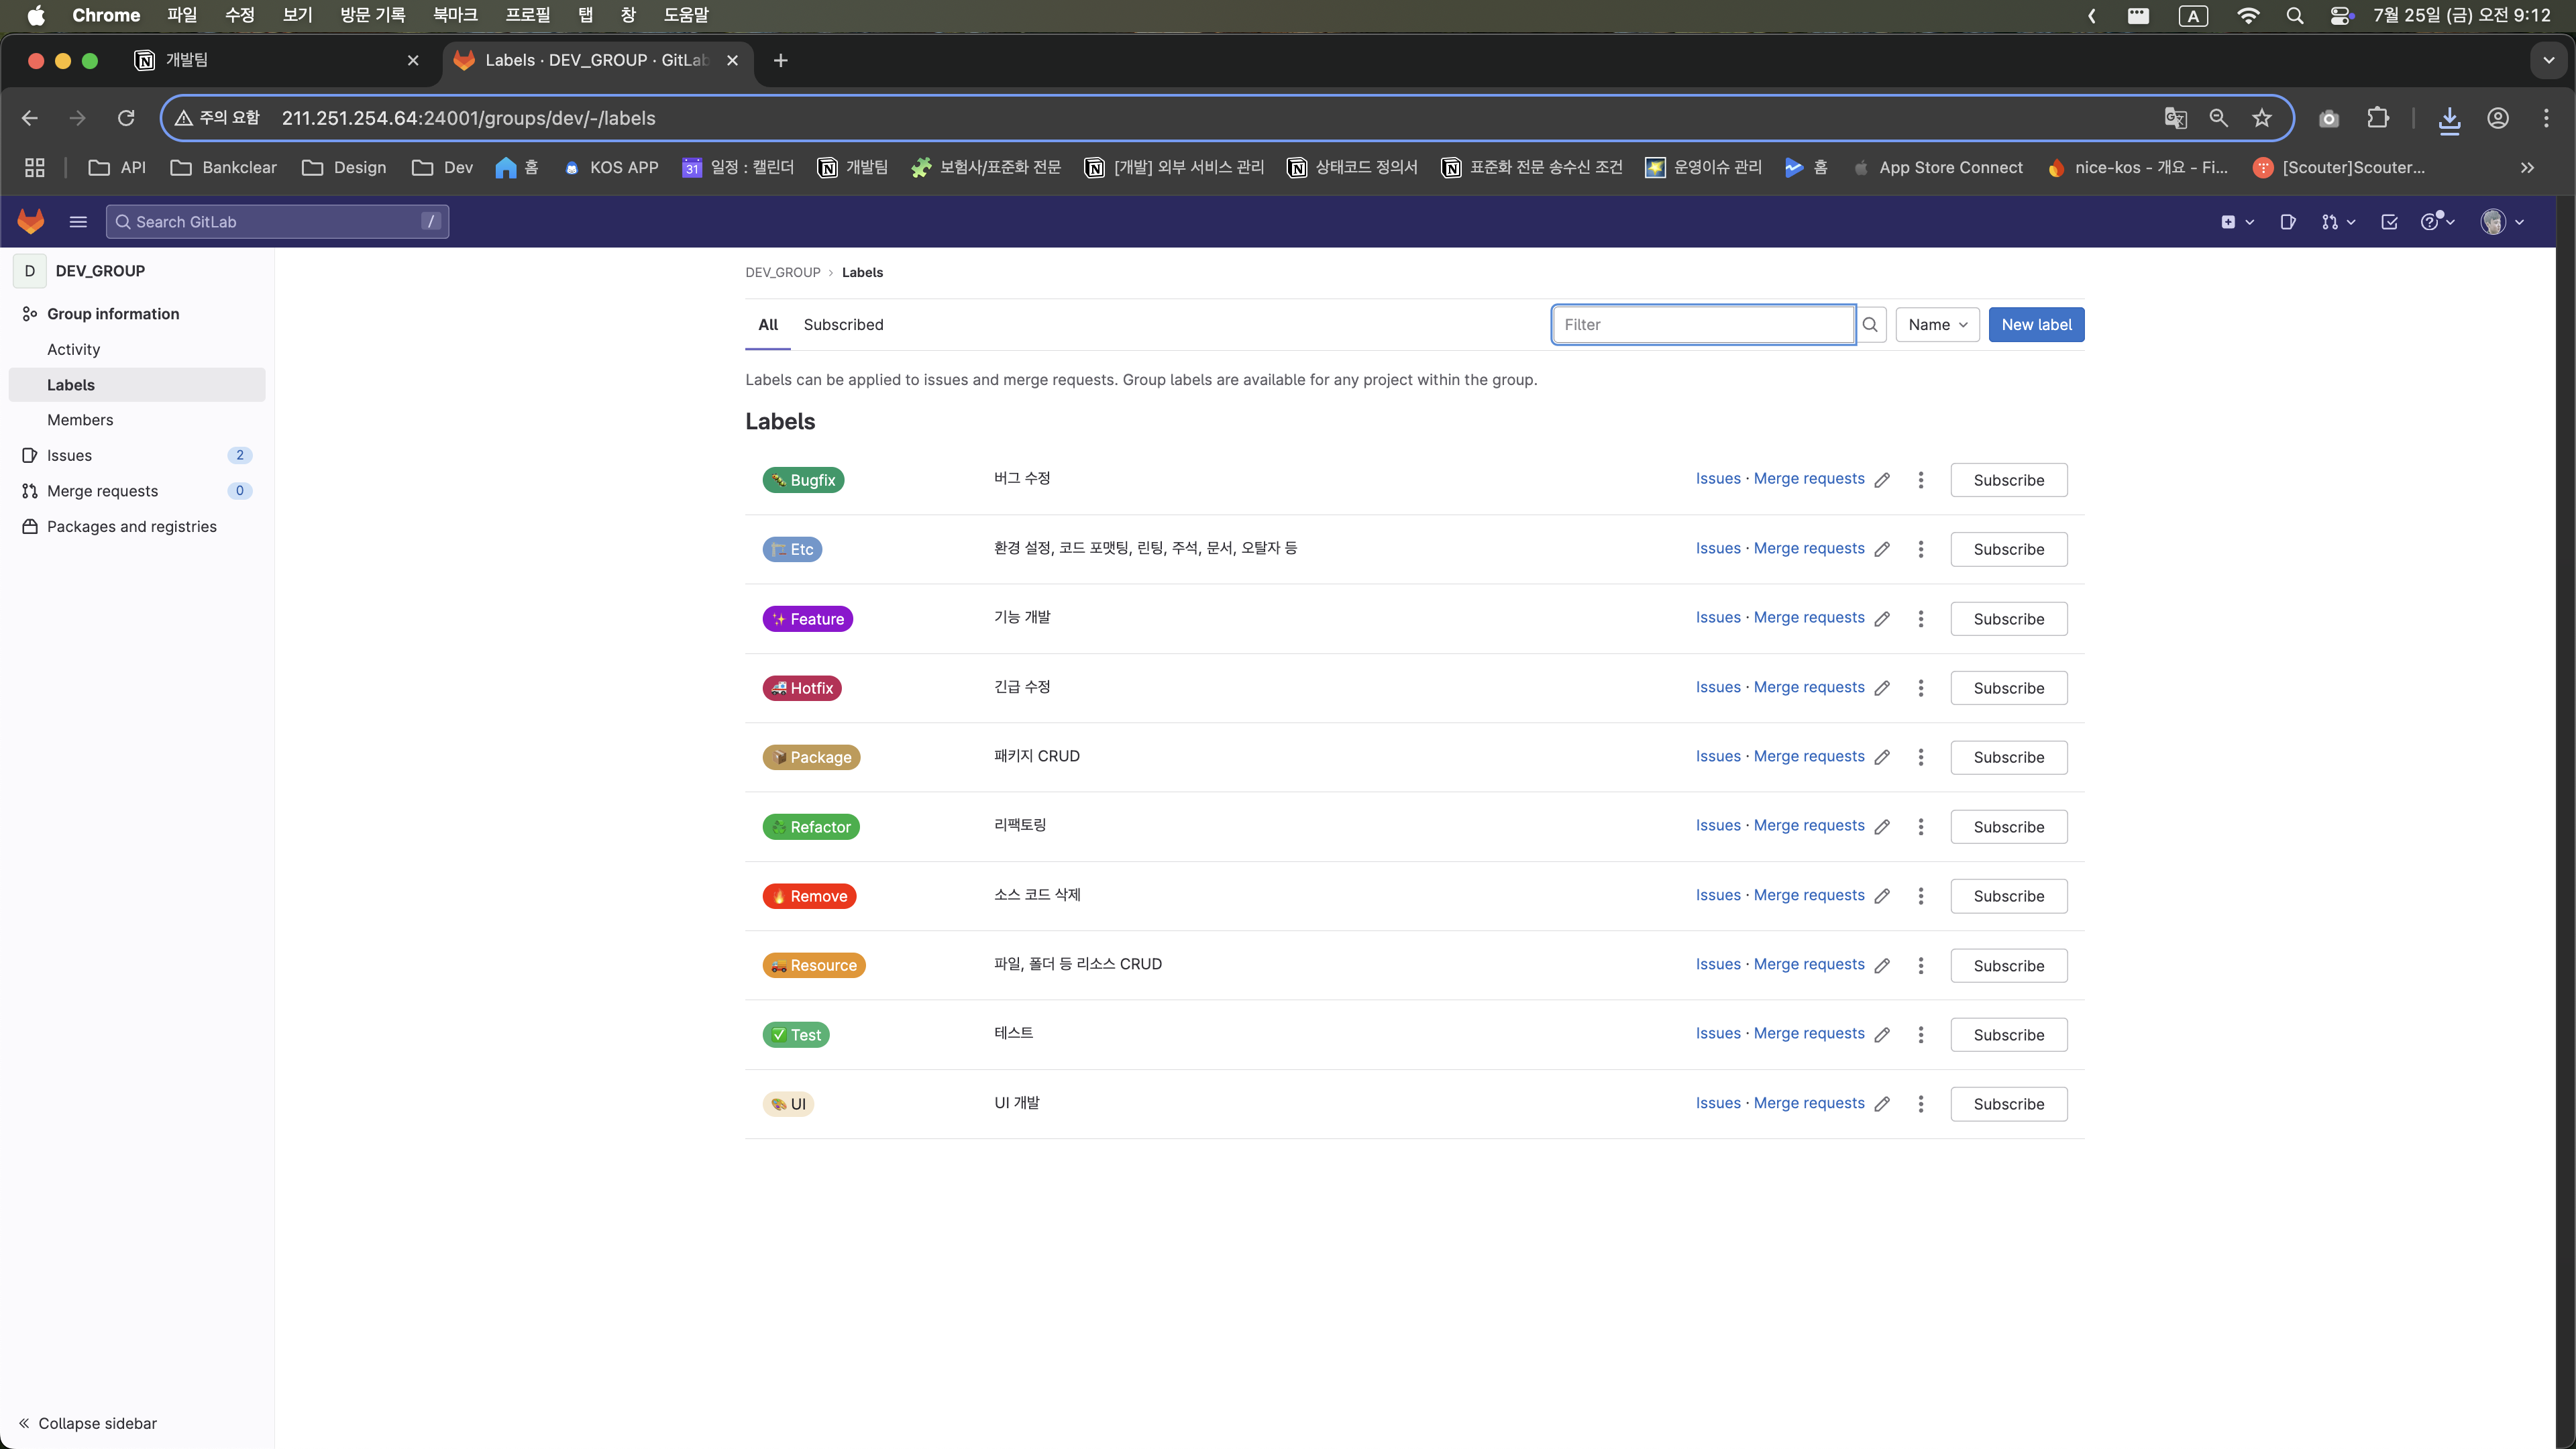 Chrome 파일 수정 보기 방문 기록 북마크 프로필 탭 창 도움말 A 7월 25일 (금) 오전 9:12
개발팀 Labels · DEV_GROUP · GitLab
주의 요함 211.251.254.64:24001/groups/dev/-/labels
API Bankclear Design Dev 홈 KOS APP 31 일정 : 캘린더 개발팀 보험사/표준화 전문 [개발] 외부 서비스 관리 상태코드 정의서 표준화 전문 송수신 조건 운영이슈 관리 홈 App Store Connect nice-kos - 개요 - Fi... [Scouter]Scouter...
Search GitLab /
D DEV_GROUP
Group information
Activity
Labels
Members
Issues 2
Merge requests 0
Packages and registries
Collapse sidebar
DEV_GROUP › Labels
All Subscribed Filter Name New label
Labels can be applied to issues and merge requests. Group labels are available for any project within the group.
Labels
🐛 Bugfix 버그 수정 Issues · Merge requests Subscribe
🏗️ Etc 환경 설정, 코드 포맷팅, 린팅, 주석, 문서, 오탈자 등 Issues · Merge requests Subscribe
✨ Feature 기능 개발 Issues · Merge requests Subscribe
🚑 Hotfix 긴급 수정 Issues · Merge requests Subscribe
📦 Package 패키지 CRUD Issues · Merge requests Subscribe
Refactor 리팩토링 Issues · Merge requests Subscribe
🔥 Remove 소스 코드 삭제 Issues · Merge requests Subscribe
🚚 Resource 파일, 폴더 등 리소스 CRUD Issues · Merge requests Subscribe
✅ Test 테스트 Issues · Merge requests Subscribe
🎨 UI UI 개발 Issues · Merge requests Subscribe